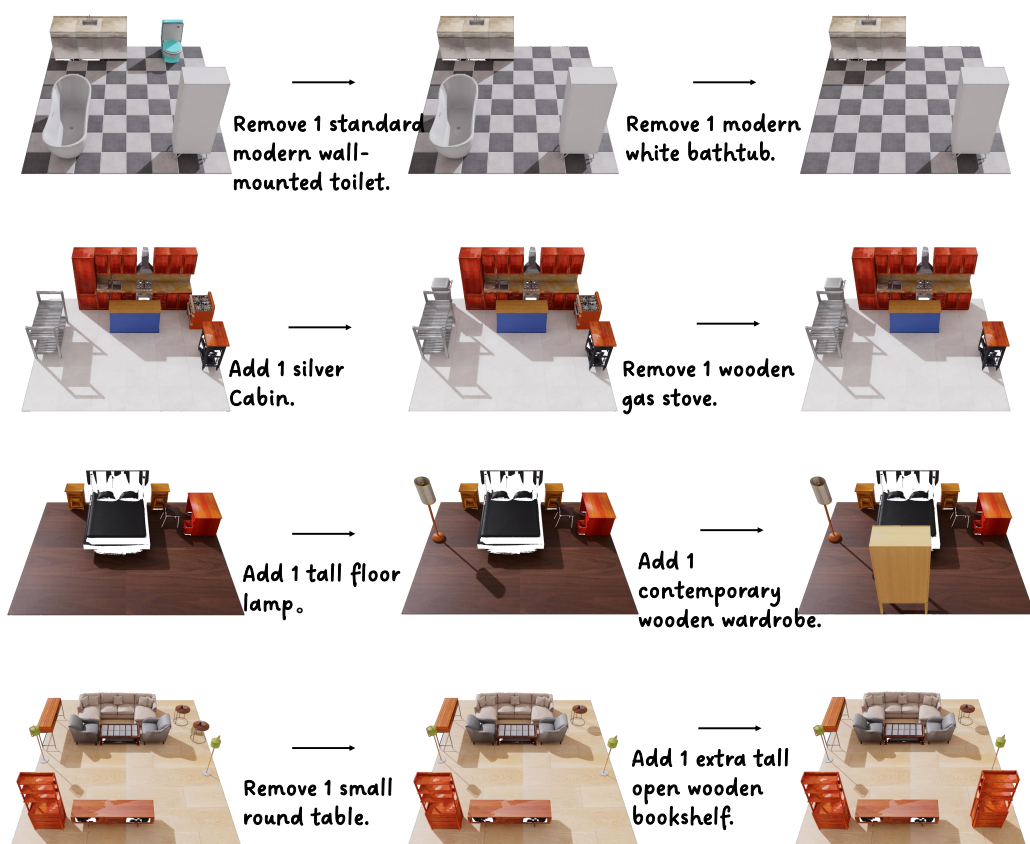 Remove 1 standard
modern wall-
mounted toilet.
Remove 1 modern
white bathtub.
Add 1 silver
Cabin.
Remove 1 wooden
gas stove.
Add 1 tall floor
lamp。
Add 1
contemporary
wooden wardrobe.
Remove 1 small
round table.
Add 1 extra tall
open wooden
bookshelf.